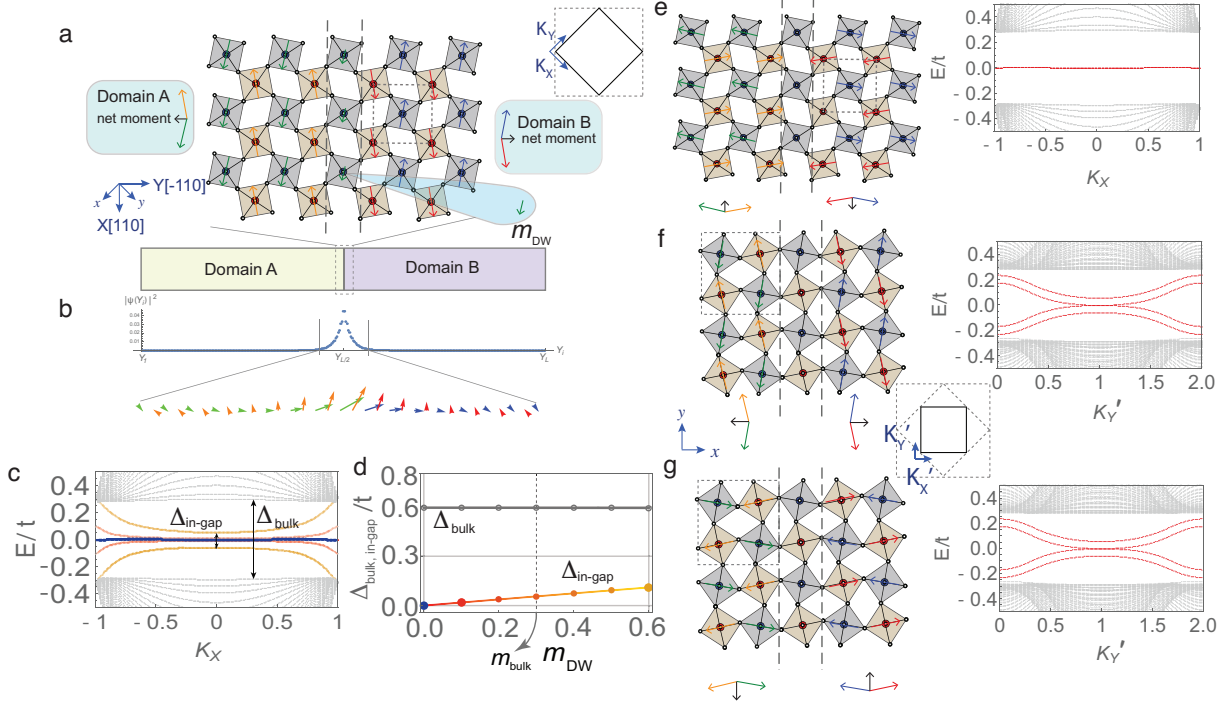 a
Domain A
net moment
K_Y
K_X
Domain B
net moment
Y[-110]
x
y
X[110]
m_DW
Domain A
Domain B
b
|ψ(Y_i)|²
0.04
0.03
0.02
0.01
Y_1
Y_L/2
Y_L
Y_i
c
E/t
0.4
0.2
0.0
-0.2
-0.4
Δ_in-gap
Δ_bulk
-1 -0.5 0 0.5 1
K_X
d
Δ_bulk, in-gap /t
0.8
0.6
0.3
0.0
Δ_bulk
Δ_in-gap
0.0 0.2 0.4 0.6
m_bulk
m_DW
e
E/t
0.4
0.2
0.0
-0.2
-0.4
-1 -0.5 0 0.5 1
K_X
f
y
x
E/t
0.4
0.2
0.0
-0.2
-0.4
0 0.5 1 1.5 2.0
K_Y'
K_Y'
K_X'
g
E/t
0.4
0.2
0.0
-0.2
-0.4
0 0.5 1 1.5 2.0
K_Y'